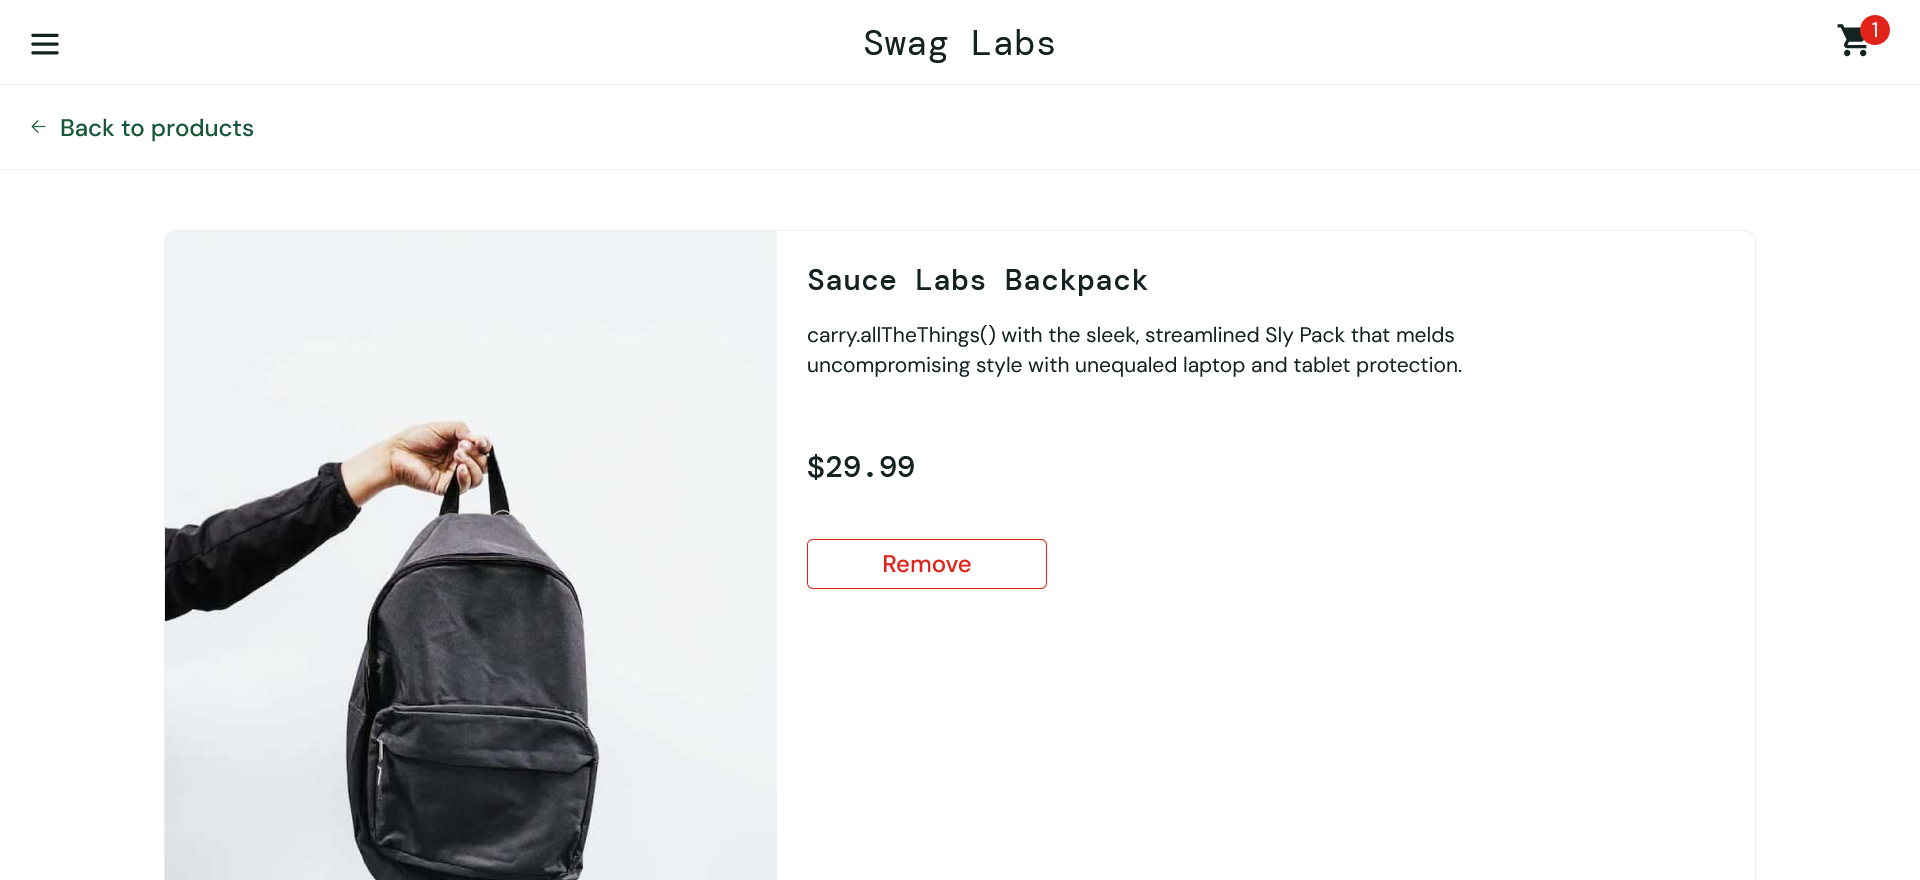 Swag Labs
1
Back to products
Sauce Labs Backpack
carry.allTheThings() with the sleek, streamlined Sly Pack that melds
uncompromising style with unequaled laptop and tablet protection.
$29.99
Remove